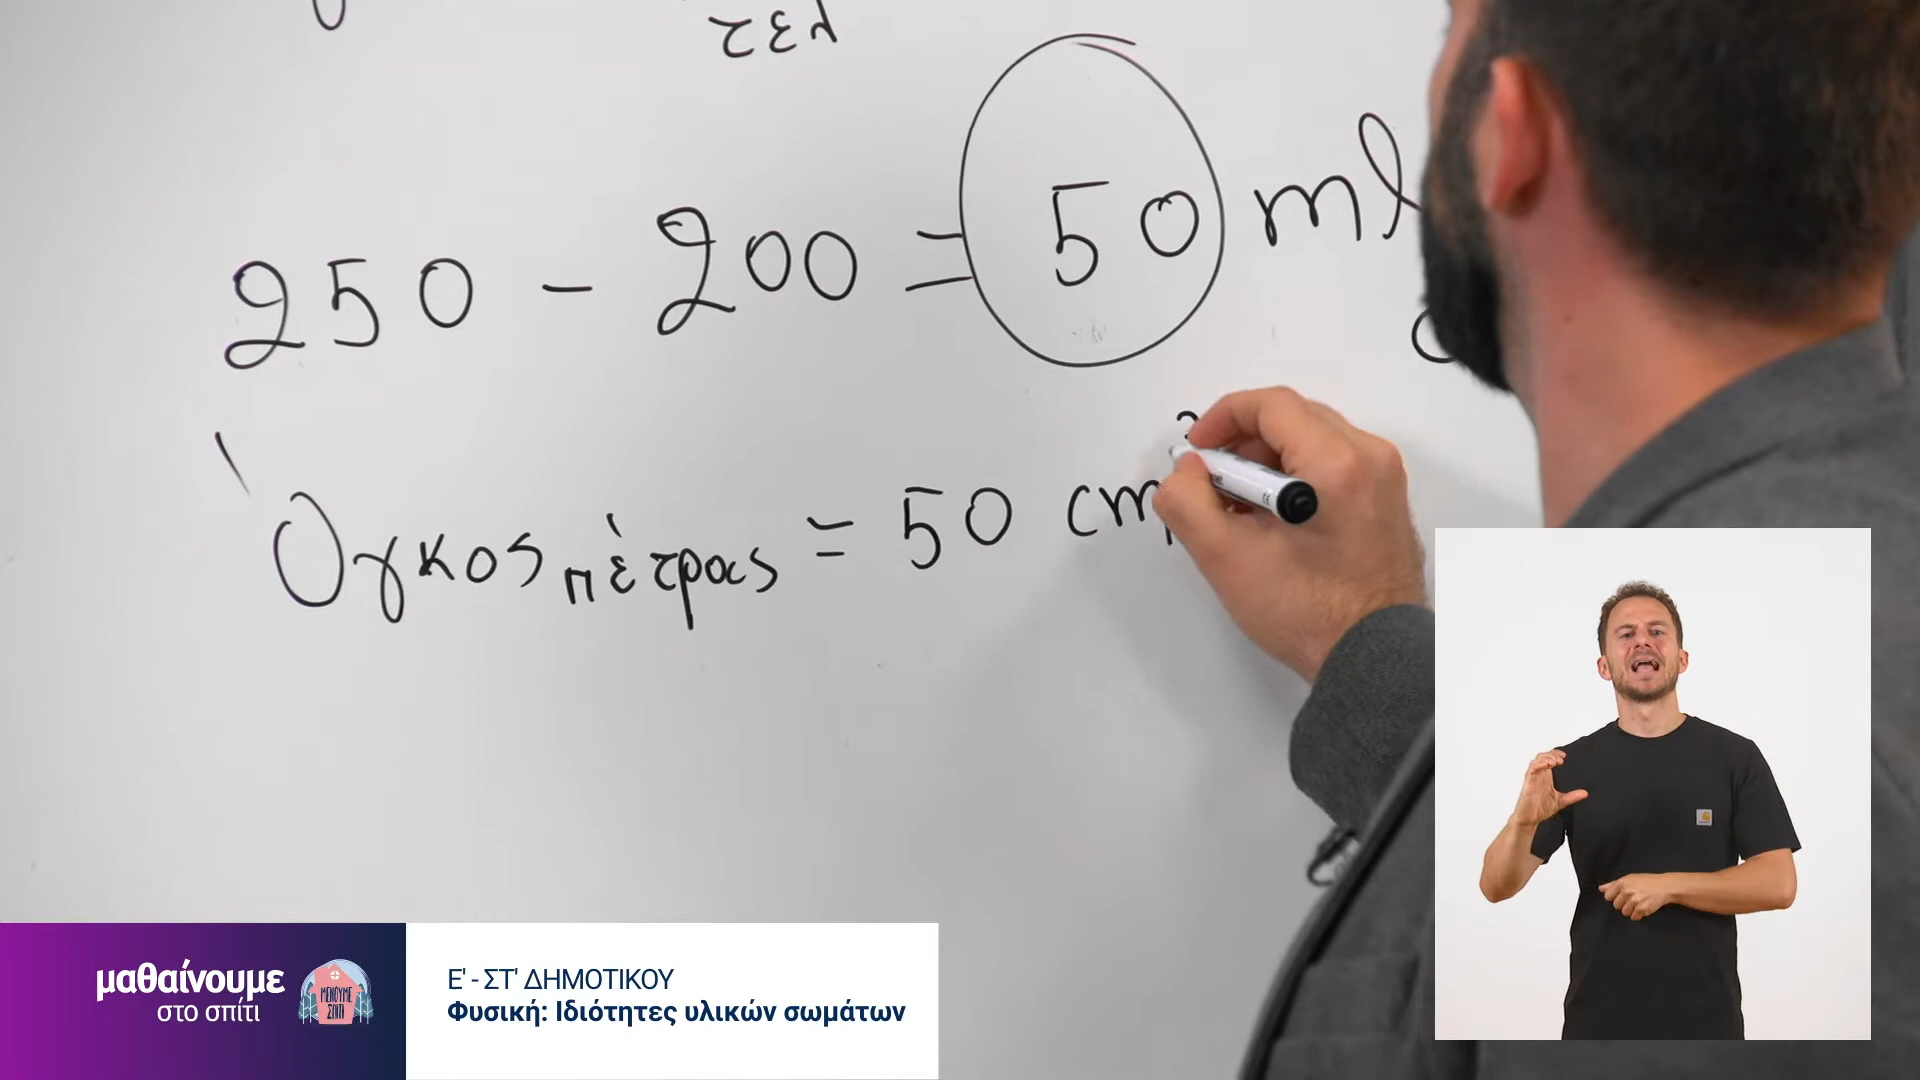 τελ
250 - 200 = 50 ml
Όγκος πέτρας = 50 cm
μαθαίνουμε
στο σπίτι
ΜΕΝΟΥΜΕ
ΣΠΙΤΙ
Ε' - ΣΤ' ΔΗΜΟΤΙΚΟΥ
Φυσική: Ιδιότητες υλικών σωμάτων